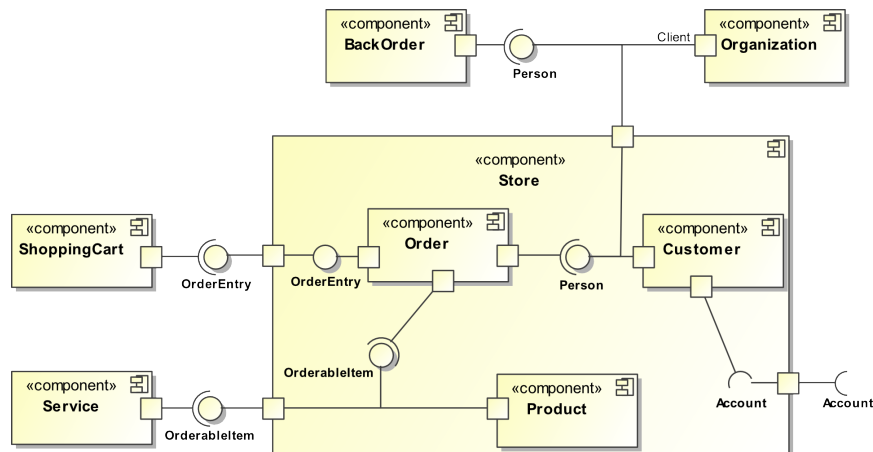 «component»
BackOrder
Person
Client
«component»
Organization
«component»
Store
«component»
ShoppingCart
OrderEntry
OrderEntry
«component»
Order
Person
«component»
Customer
OrderableItem
«component»
Service
OrderableItem
«component»
Product
Account
Account